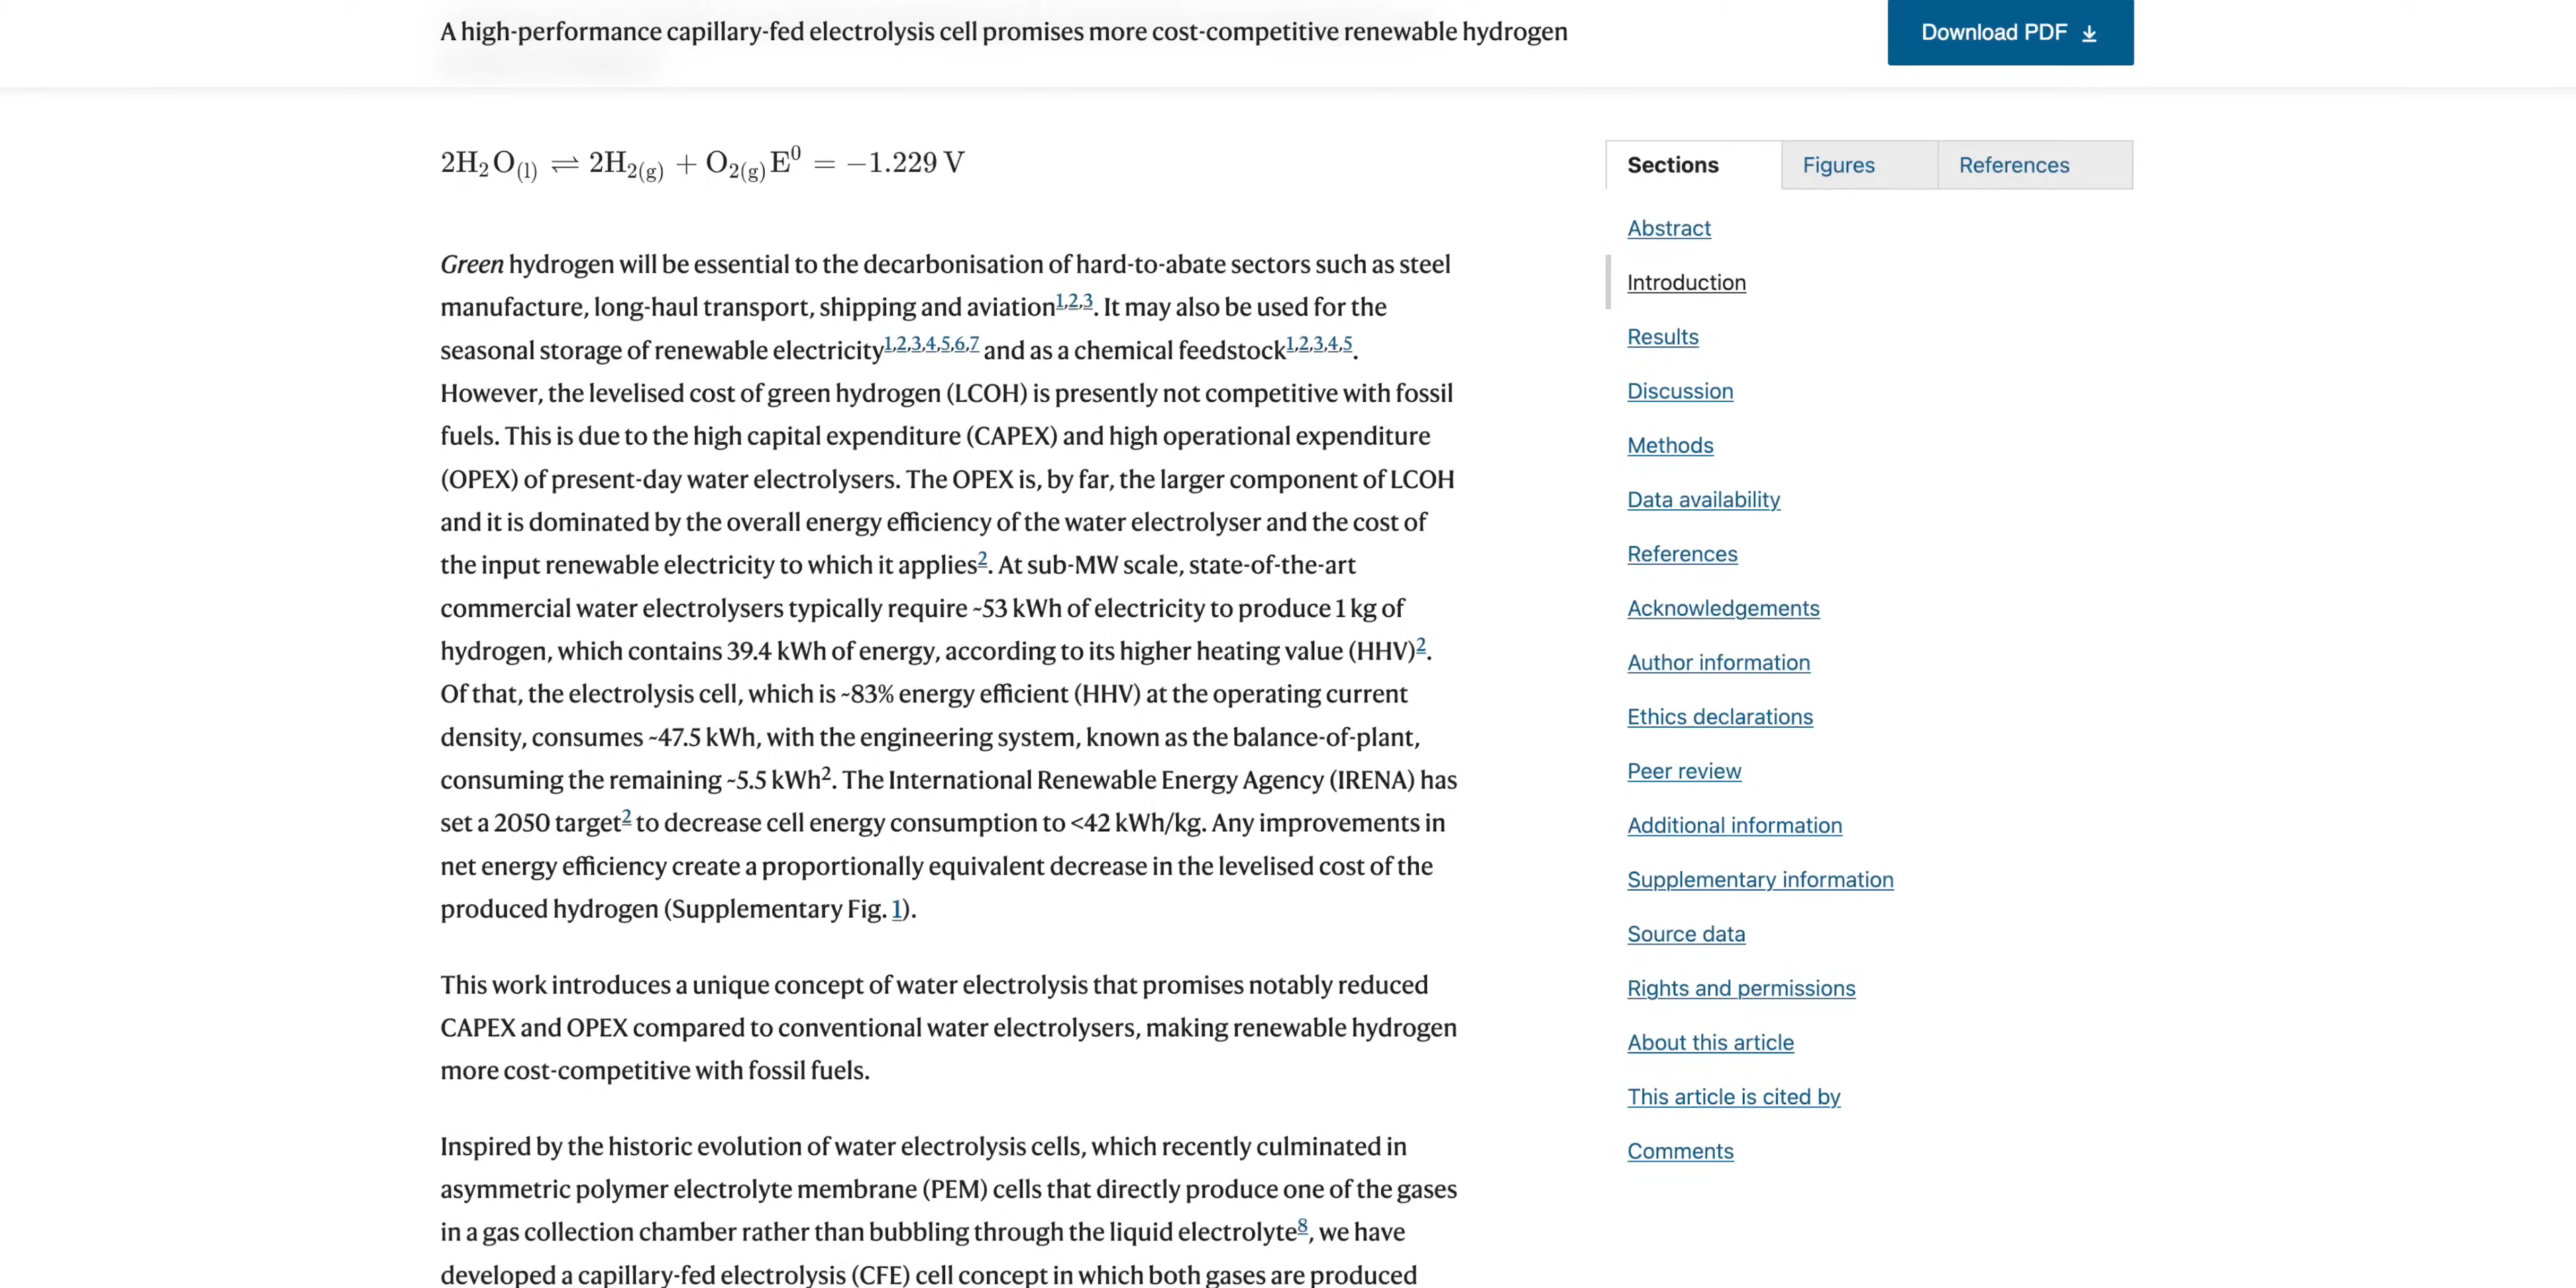 A high-performance capillary-fed electrolysis cell promises more cost-competitive renewable hydrogen
Download PDF
2H₂O(l) ⇌ 2H₂(g) + O₂(g) E⁰ = −1.229 V
Green hydrogen will be essential to the decarbonisation of hard-to-abate sectors such as steel
manufacture, long-haul transport, shipping and aviation1,2,3. It may also be used for the
seasonal storage of renewable electricity1,2,3,4,5,6,7 and as a chemical feedstock1,2,3,4,5.
However, the levelised cost of green hydrogen (LCOH) is presently not competitive with fossil
fuels. This is due to the high capital expenditure (CAPEX) and high operational expenditure
(OPEX) of present-day water electrolysers. The OPEX is, by far, the larger component of LCOH
and it is dominated by the overall energy efficiency of the water electrolyser and the cost of
the input renewable electricity to which it applies2. At sub-MW scale, state-of-the-art
commercial water electrolysers typically require ~53 kWh of electricity to produce 1 kg of
hydrogen, which contains 39.4 kWh of energy, according to its higher heating value (HHV)2.
Of that, the electrolysis cell, which is ~83% energy efficient (HHV) at the operating current
density, consumes ~47.5 kWh, with the engineering system, known as the balance-of-plant,
consuming the remaining ~5.5 kWh2. The International Renewable Energy Agency (IRENA) has
set a 2050 target2 to decrease cell energy consumption to <42 kWh/kg. Any improvements in
net energy efficiency create a proportionally equivalent decrease in the levelised cost of the
produced hydrogen (Supplementary Fig. 1).
This work introduces a unique concept of water electrolysis that promises notably reduced
CAPEX and OPEX compared to conventional water electrolysers, making renewable hydrogen
more cost-competitive with fossil fuels.
Inspired by the historic evolution of water electrolysis cells, which recently culminated in
asymmetric polymer electrolyte membrane (PEM) cells that directly produce one of the gases
in a gas collection chamber rather than bubbling through the liquid electrolyte8, we have
developed a capillary-fed electrolysis (CFE) cell concept in which both gases are produced
Sections
Figures
References
Abstract
Introduction
Results
Discussion
Methods
Data availability
References
Acknowledgements
Author information
Ethics declarations
Peer review
Additional information
Supplementary information
Source data
Rights and permissions
About this article
This article is cited by
Comments